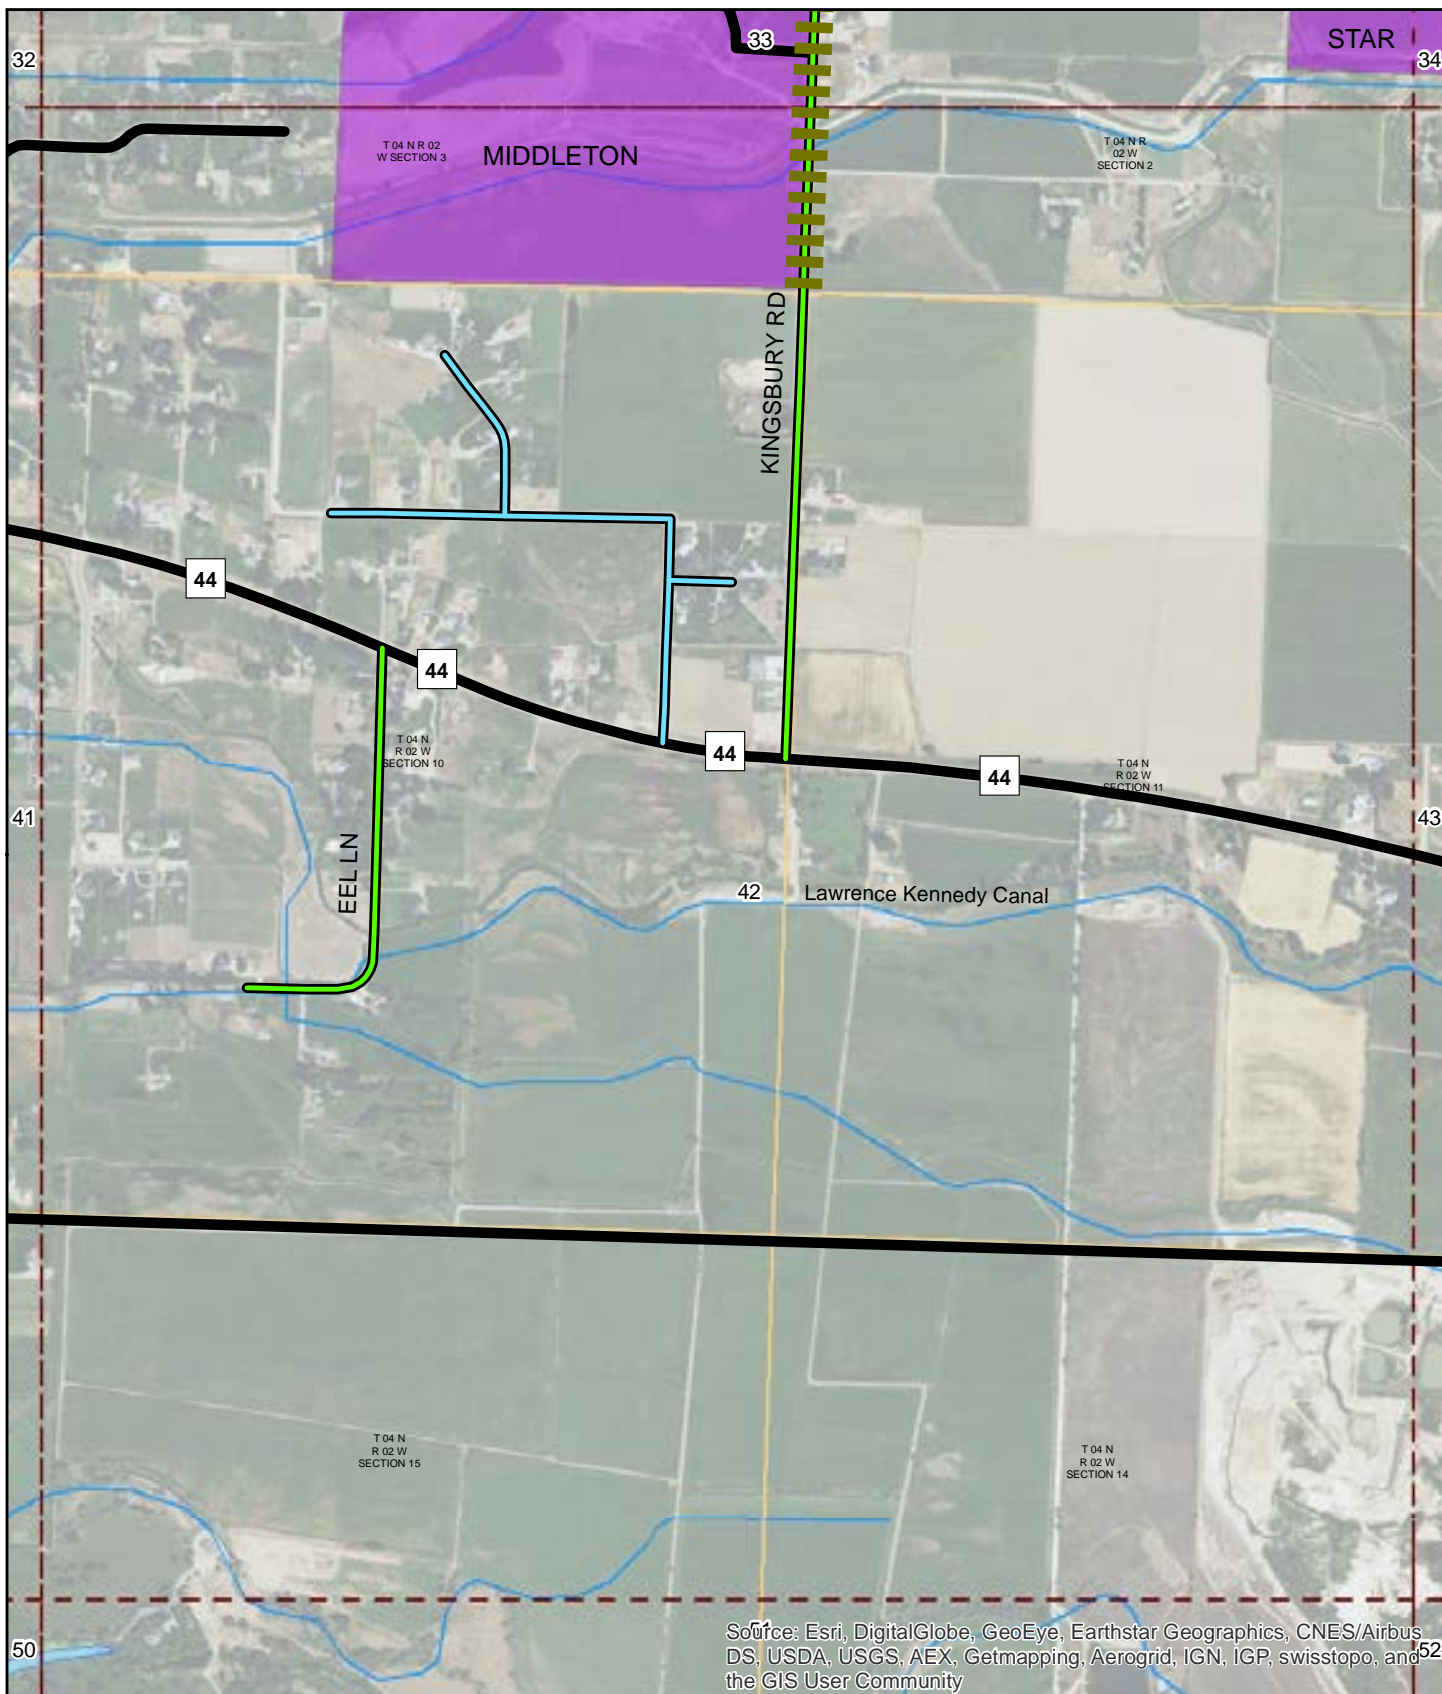 32
33
STAR
34
T 04 N R 02
W SECTION 3
MIDDLETON
T 04 N R
02 W
SECTION 2
KINGSBURY RD
44
44
44
44
T 04 N
R 02 W
SECTION 10
T 04 N
R 02 W
SECTION 11
41
43
EEL LN
42
Lawrence Kennedy Canal
T 04 N
R 02 W
SECTION 15
T 04 N
R 02 W
SECTION 14
50
51
52
Source: Esri, DigitalGlobe, GeoEye, Earthstar Geographics, CNES/Airbus
DS, USDA, USGS, AEX, Getmapping, Aerogrid, IGN, IGP, swisstopo, and
the GIS User Community